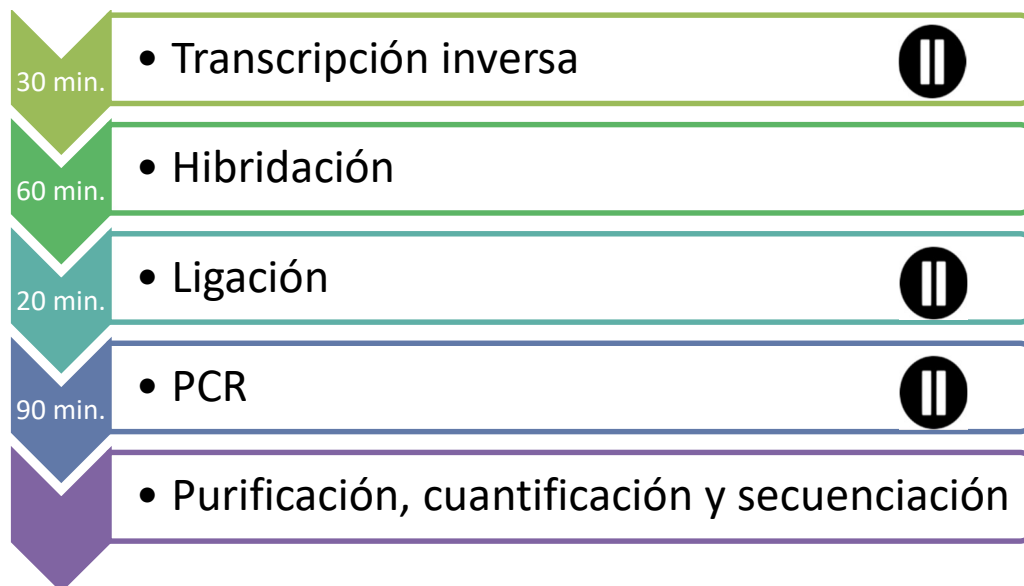 30 min.
• Transcripción inversa
60 min.
• Hibridación
20 min.
• Ligación
90 min.
• PCR
• Purificación, cuantificación y secuenciación